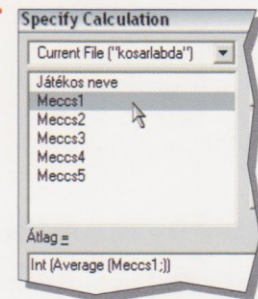 Specify Calculation
Current File ("kosarlabda")
Játékos neve
Meccs1
Meccs2
Meccs3
Meccs4
Meccs5
Átlag =
Int (Average (Meccs1;))